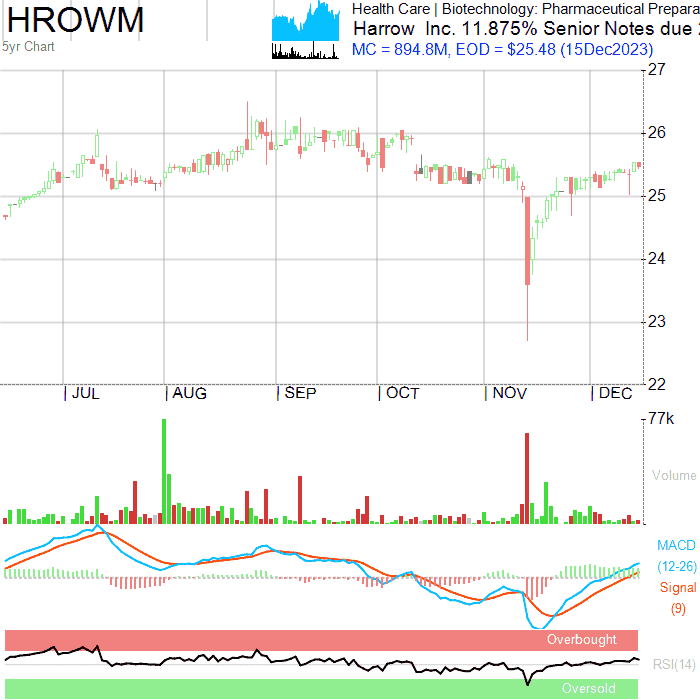 HROWM
5yr Chart
Health Care | Biotechnology: Pharmaceutical Prepara
Harrow Inc. 11.875% Senior Notes due
MC = 894.8M, EOD = $25.48 (15Dec2023)
27
26
25
24
23
22
| JUL | AUG | SEP | OCT | NOV | DEC
77k
Volume
MACD
(12-26)
Signal
(9)
Overbought
RSI(14)
Oversold